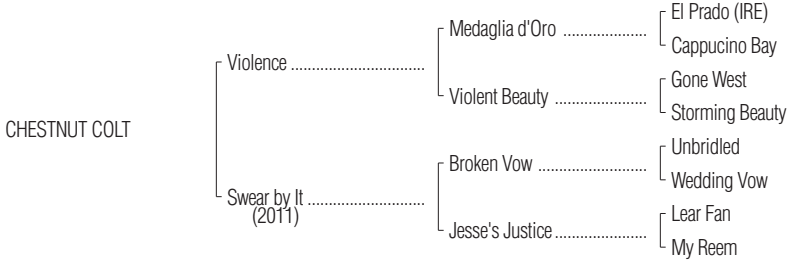 El Prado (IRE)
Medaglia d'Oro ....................
Cappucino Bay
Violence .................................
Gone West
Violent Beauty .......................
Storming Beauty
CHESTNUT COLT
Unbridled
Broken Vow ...........................
Wedding Vow
Swear by It .............................
(2011)
Lear Fan
Jesse's Justice.......................
My Reem